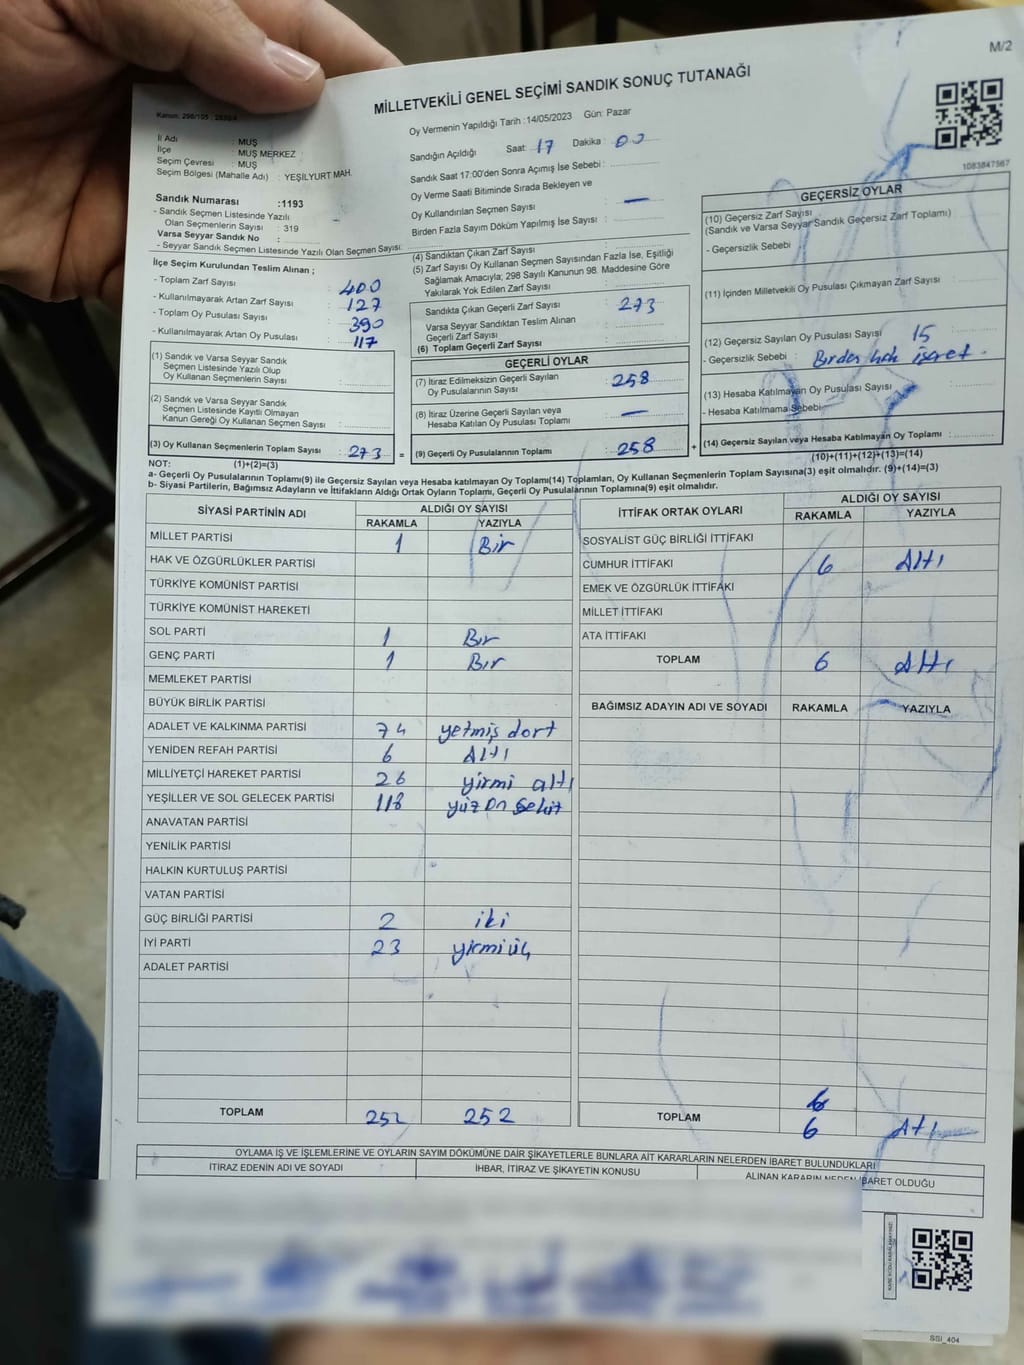 M/2
MİLLETVEKİLİ GENEL SEÇİMİ SANDIK SONUÇ TUTANAĞI
Oy Vermenin Yapıldığı Tarih :14/05/2023 Gün: Pazar
İl Adı : MUŞ
İlçe : MUŞ MERKEZ
Seçim Çevresi : MUŞ
Seçim Bölgesi (Mahalle Adı) : YEŞİLYURT MAH.
Sandık Numarası :1193
- Sandık Seçmen Listesinde Yazılı
Olan Seçmenlerin Sayısı : 319
Varsa Seyyar Sandık No :
- Seyyar Sandık Seçmen Listesinde Yazılı Olan Seçmen Sayısı:
Sandığın Açıldığı Saat: 17 Dakika : 00
Sandık Saat 17:00'den Sonra Açımış İse Sebebi :
Oy Verme Saati Bitiminde Sırada Bekleyen ve
Oy Kullandırılan Seçmen Sayısı : —
Birden Fazla Sayım Döküm Yapılmış İse Sayısı :
1083847567
İlçe Seçim Kurulundan Teslim Alınan ;
- Toplam Zarf Sayısı : 400
- Kullanılmayarak Artan Zarf Sayısı : 127
- Toplam Oy Pusulası : 390
- Kullanılmayarak Artan Oy Pusulası : 117
(1) Sandık ve Varsa Seyyar Sandık
Seçmen Listesinde Yazılı Olup
Oy Kullanan Seçmenlerin Sayısı :
(2) Sandık ve Varsa Seyyar Sandık
Seçmen Listesinde Kayıtlı Olmayan
Kanun Gereği Oy Kullanan Seçmen Sayısı :
(3) Oy Kullanan Seçmenlerin Toplam Sayısı : 273 =
(4) Sandıktan Çıkan Zarf Sayısı :
(5) Zarf Sayısı Oy Kullanan Seçmen Sayısından Fazla İse, Eşitliği
Sağlamak Amacıyla; 298 Sayılı Kanunun 98. Maddesine Göre
Yakılarak Yok Edilen Zarf Sayısı :
Sandıkta Çıkan Geçerli Zarf Sayısı : 273
Varsa Seyyar Sandıktan Teslim Alınan
Geçerli Zarf Sayısı :
(6) Toplam Geçerli Zarf Sayısı :
GEÇERLİ OYLAR
(7) İtiraz Edilmeksizin Geçerli Sayılan
Oy Pusulalarının Sayısı : 258
(8) İtiraz Üzerine Geçerli Sayılan veya
Hesaba Katılan Oy Pusulası Toplamı : —
(9) Geçerli Oy Pusulalarının Toplamı : 258 +
GEÇERSİZ OYLAR
(10) Geçersiz Zarf Sayısı
(Sandık ve Varsa Seyyar Sandık Geçersiz Zarf Toplamı)
- Geçersizlik Sebebi :
(11) İçinden Milletvekili Oy Pusulası Çıkmayan Zarf Sayısı :
(12) Geçersiz Sayılan Oy Pusulası Sayısı : 15
- Geçersizlik Sebebi : işaret.
(13) Hesaba Katılmayan Oy Pusulası Sayısı :
- Hesaba Katılmama Sebebi:
(14) Geçersiz Sayılan veya Hesaba Katılmayan Oy Toplamı :
(10)+(11)+(12)+(13)=(14)
NOT: (1)+(2)=(3)
a- Geçerli Oy Pusulalarının Toplamı(9) ile Geçersiz Sayılan veya Hesaba katılmayan Oy Toplamı(14) Toplamları, Oy Kullanan Seçmenlerin Toplam Sayısına(3) eşit olmalıdır. (9)+(14)=(3)
b- Siyasi Partilerin, Bağımsız Adayların ve İttifakların Aldığı Ortak Oyların Toplamı, Geçerli Oy Pusulalarının Toplamına(9) eşit olmalıdır.
SİYASİ PARTİNİN ADI ALDIĞI OY SAYISI
RAKAMLA YAZIYLA
MİLLET PARTİSİ 1 Bir
HAK VE ÖZGÜRLÜKLER PARTİSİ
TÜRKİYE KOMÜNİST PARTİSİ
TÜRKİYE KOMÜNİST HAREKETİ
SOL PARTİ 1 Bır
GENÇ PARTİ 1 Bır
MEMLEKET PARTİSİ
BÜYÜK BİRLİK PARTİSİ
ADALET VE KALKINMA PARTİSİ 74 yetmiş dort
YENİDEN REFAH PARTİSİ 6 Altı
MİLLİYETÇİ HAREKET PARTİSİ 26 yirmi altı
YEŞİLLER VE SOL GELECEK PARTİSİ 118 yüz on sekiz
ANAVATAN PARTİSİ
YENİLİK PARTİSİ
HALKIN KURTULUŞ PARTİSİ
VATAN PARTİSİ
GÜÇ BİRLİĞİ PARTİSİ 2 iki
İYİ PARTİ 23 yirmi üç
ADALET PARTİSİ
TOPLAM 252 252
İTTİFAK ORTAK OYLARI ALDIĞI OY SAYISI
RAKAMLA YAZIYLA
SOSYALİST GÜÇ BİRLİĞİ İTTİFAKI
CUMHUR İTTİFAKI 6 Altı
EMEK VE ÖZGÜRLÜK İTTİFAKI
MİLLET İTTİFAKI
ATA İTTİFAKI
TOPLAM 6 Altı
BAĞIMSIZ ADAYIN ADI VE SOYADI RAKAMLA YAZIYLA
6
TOPLAM 6 Altı
OYLAMA İŞ VE İŞLEMLERİNE VE OYLARIN SAYIM DÖKÜMÜNE DAİR ŞİKAYETLERLE BUNLARA AİT KARARLARIN NELERDEN İBARET BULUNDUKLARI
İTİRAZ EDENİN ADI VE SOYADI İHBAR, İTİRAZ VE ŞİKAYETİN KONUSU ALINAN KARARIN NEDEN İBARET OLDUĞU
SSİ_404